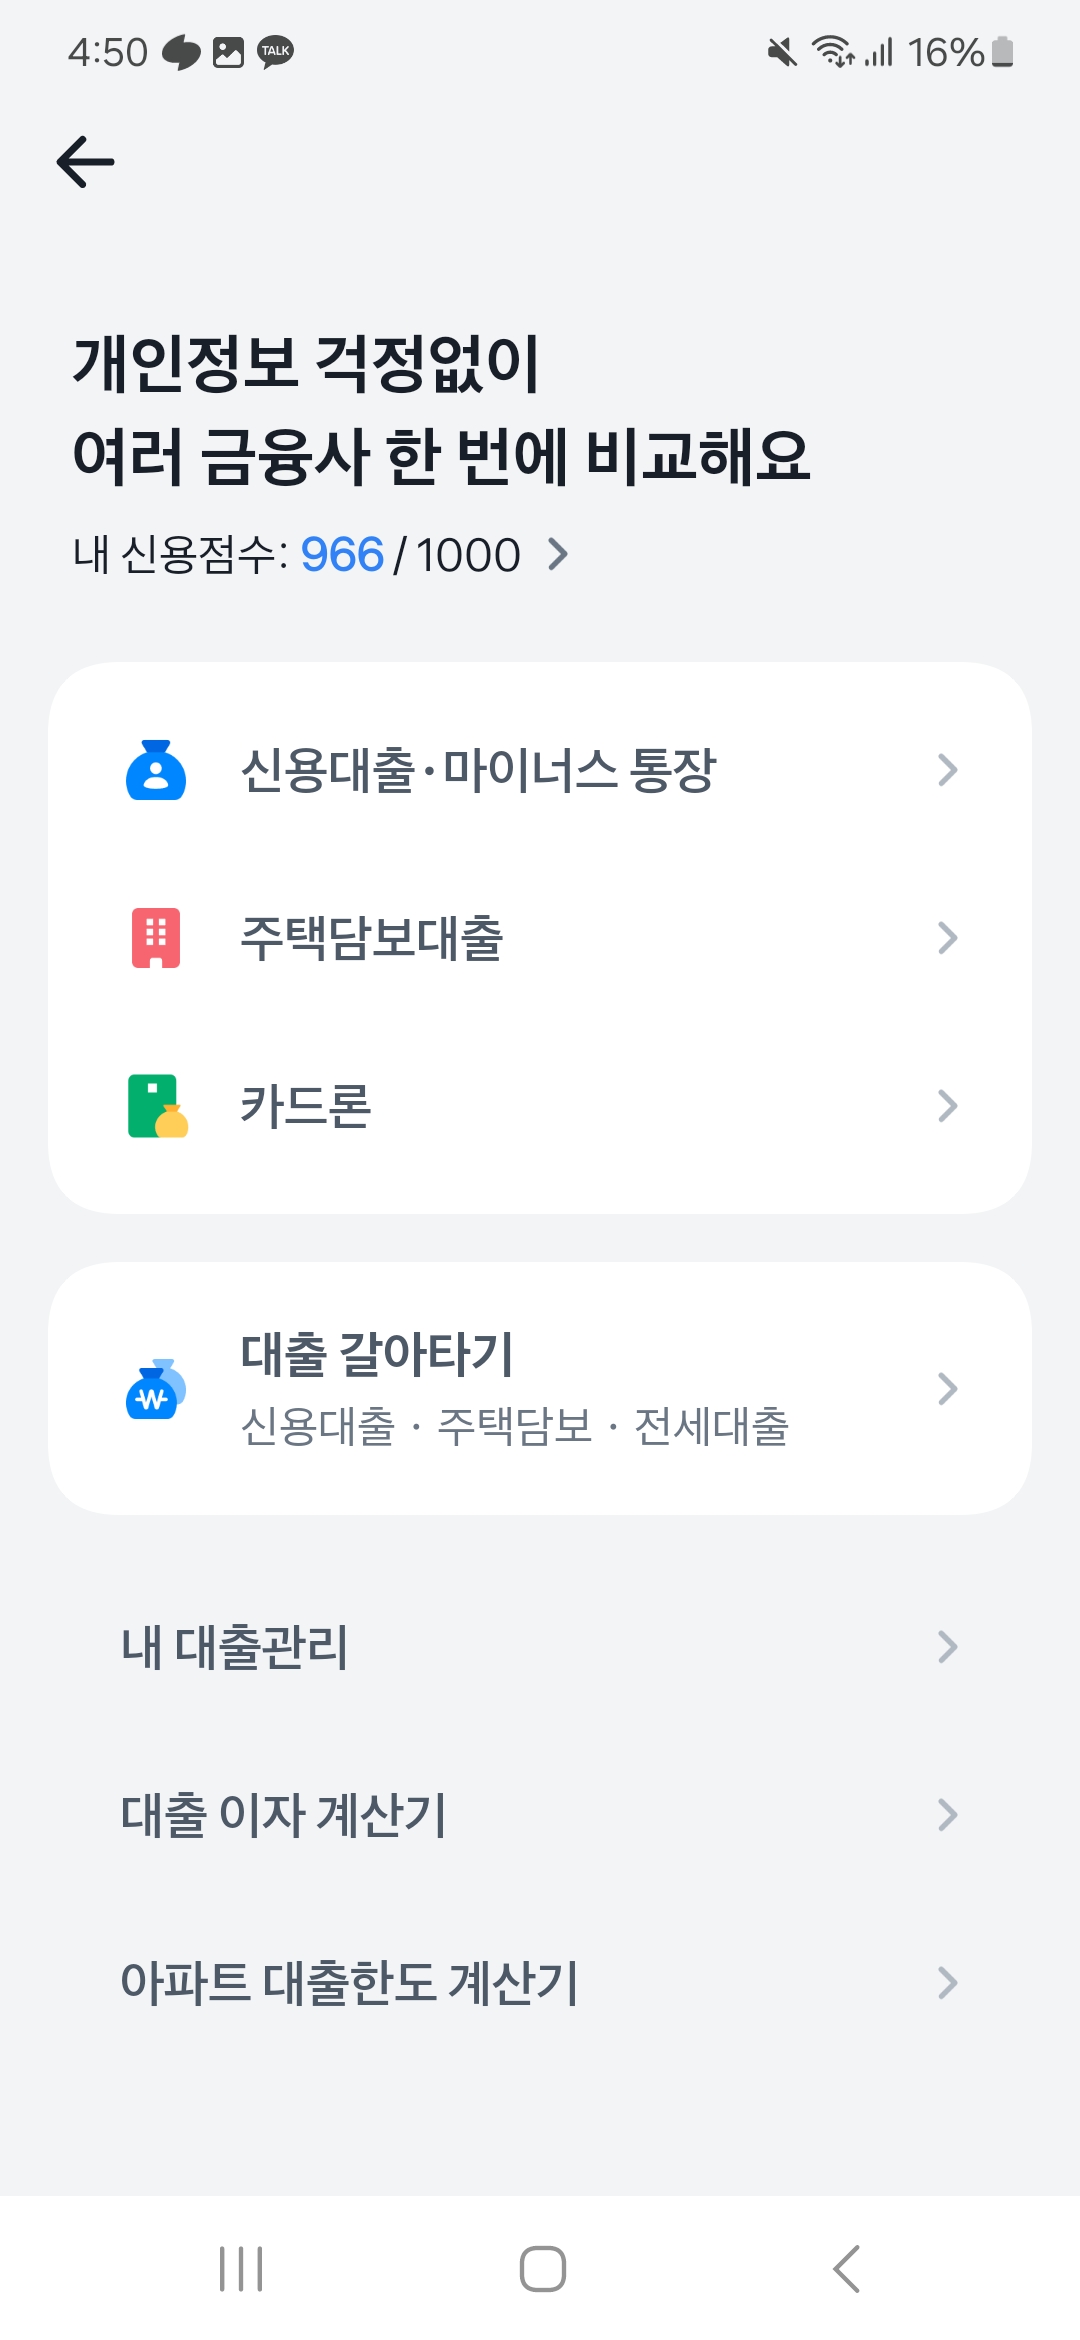 4:50 TALK 16%
개인정보 걱정없이
여러 금융사 한 번에 비교해요
내 신용점수: 966 / 1000
신용대출·마이너스 통장
주택담보대출
카드론
대출 갈아타기
신용대출 · 주택담보 · 전세대출
내 대출관리
대출 이자 계산기
아파트 대출한도 계산기